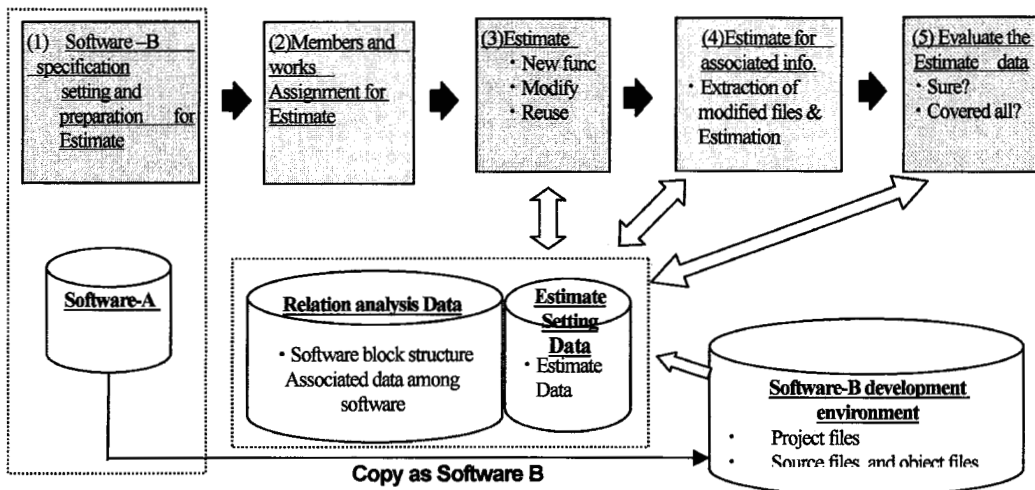 (1) Software –B
specification
setting and
preparation for
Estimate
(2)Members and
works
Assignment for
Estimate
(3)Estimate
・New func
・Modify
・Reuse
(4)Estimate for
associated info.
・Extraction of
modified files &
Estimation
(5) Evaluate the
Estimate data
・Sure?
・Covered all?
Software-A
Relation analysis Data
・Software block structure
Associated data among
software
Estimate
Setting
Data
・Estimate
Data
Software-B development
environment
・ Project files
・ Source files, and object files
Copy as Software B